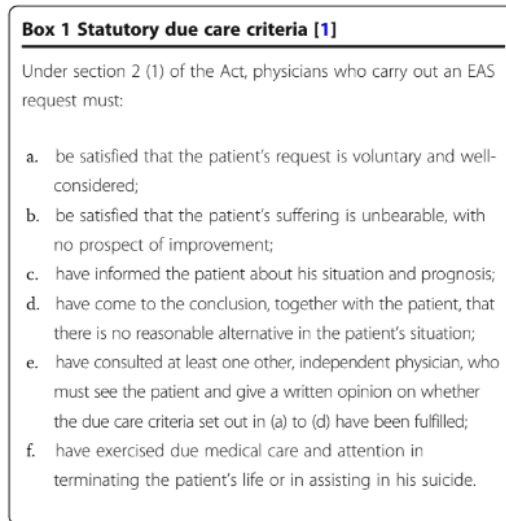 Box 1 Statutory due care criteria [1]
Under section 2 (1) of the Act, physicians who carry out an EAS
request must:
a. be satisfied that the patient's request is voluntary and well-
considered;
b. be satisfied that the patient's suffering is unbearable, with
no prospect of improvement;
c. have informed the patient about his situation and prognosis;
d. have come to the conclusion, together with the patient, that
there is no reasonable alternative in the patient's situation;
e. have consulted at least one other, independent physician, who
must see the patient and give a written opinion on whether
the due care criteria set out in (a) to (d) have been fulfilled;
f. have exercised due medical care and attention in
terminating the patient's life or in assisting in his suicide.